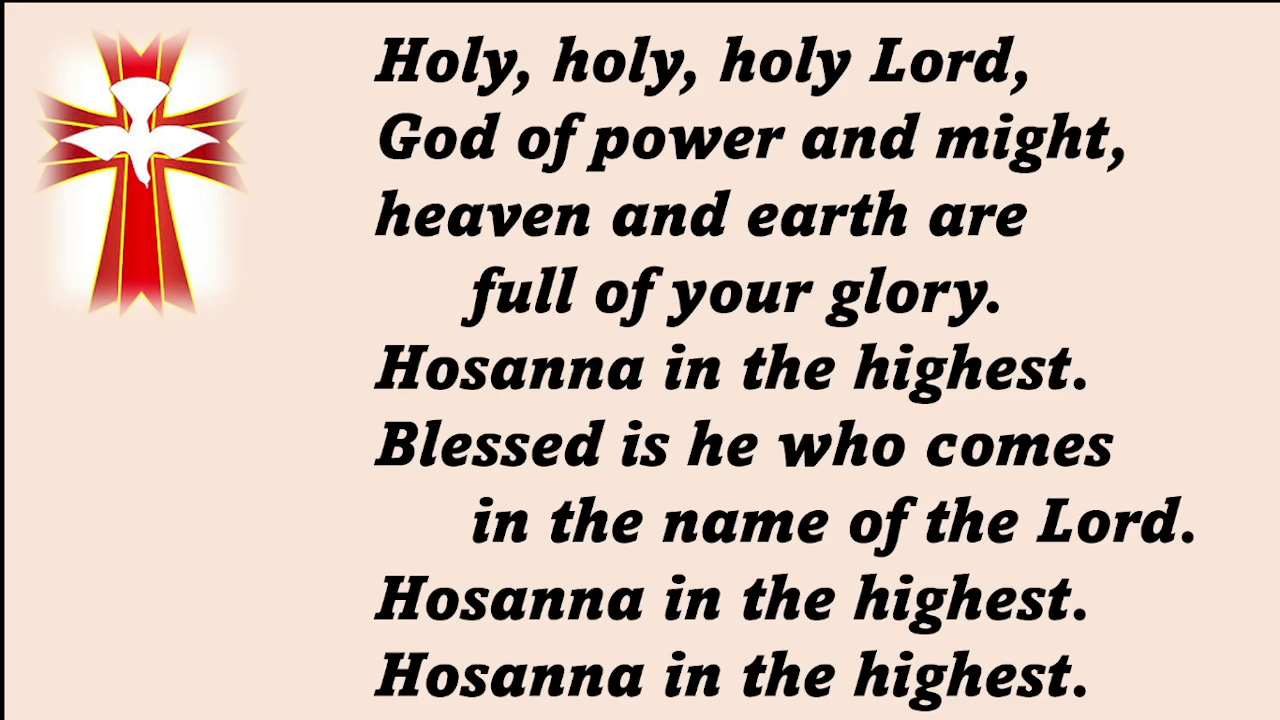 Holy, holy, holy Lord,
God of power and might,
heaven and earth are
full of your glory.
Hosanna in the highest.
Blessed is he who comes
in the name of the Lord.
Hosanna in the highest.
Hosanna in the highest.